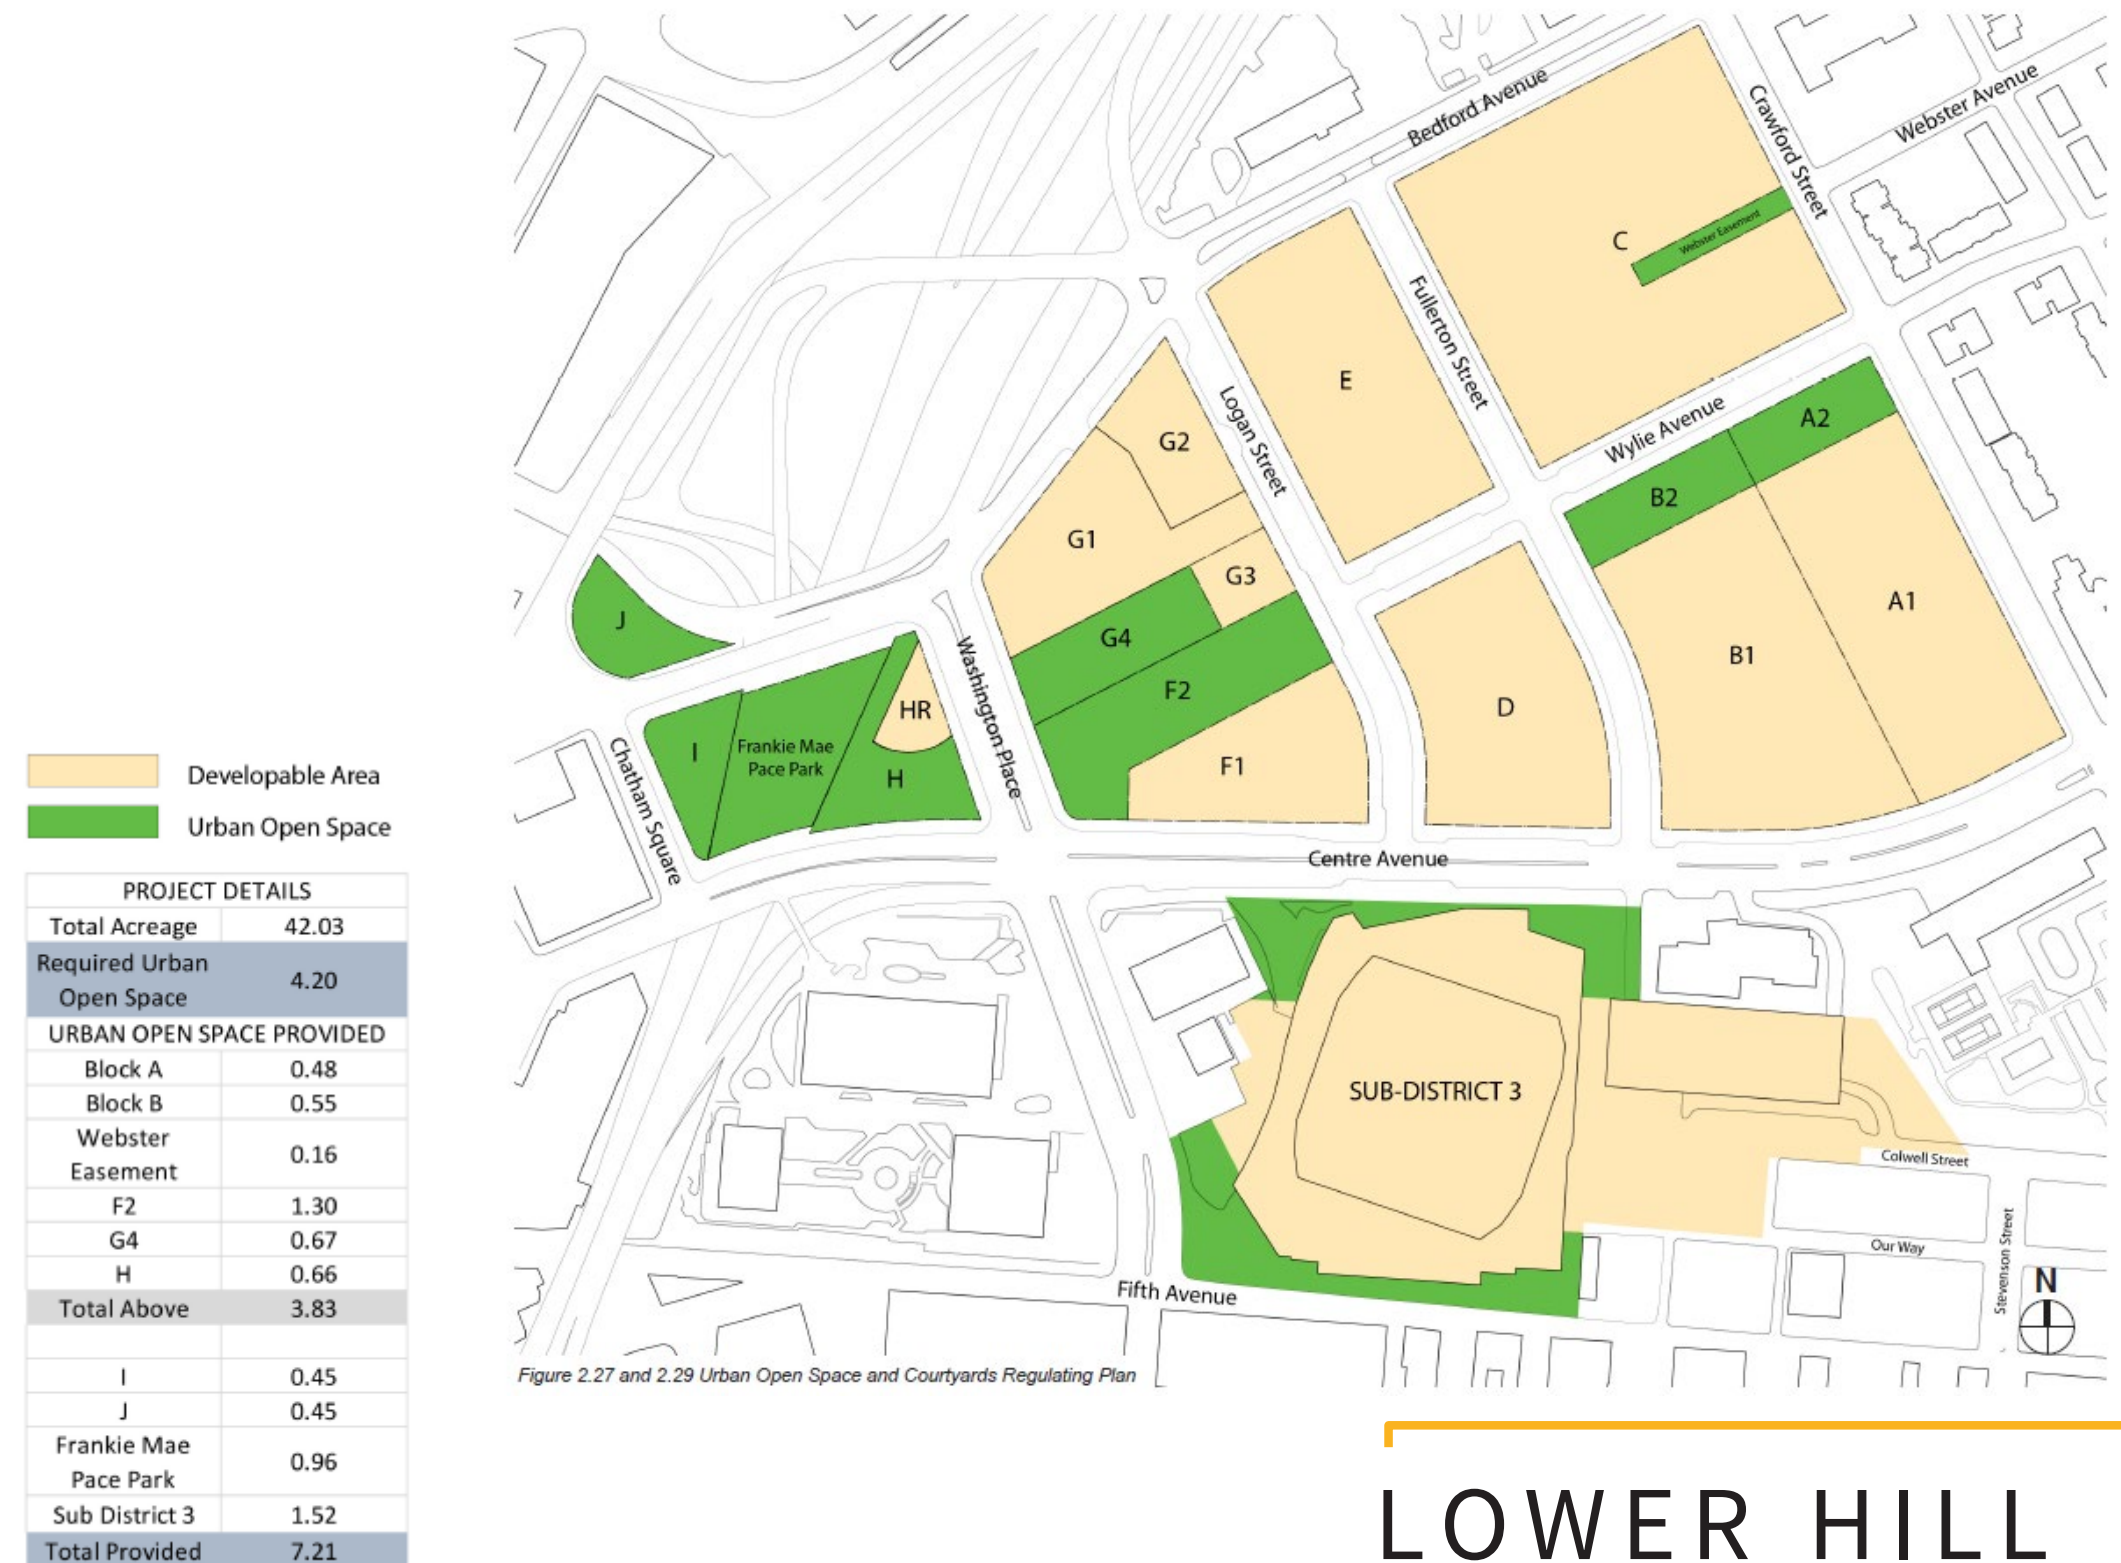 Bedford Avenue
Crawford Street
Webster Avenue
C
Webster Easement
Fullerton Street
E
Logan Street
Wylie Avenue
A2
G2
B2
G1
G3
A1
J
G4
B1
Washington Place
F2
D
HR
I
Frankie Mae
Pace Park
H
F1
Chatham Square
Centre Avenue
SUB-DISTRICT 3
Colwell Street
Our Way
Stevenson Street
Fifth Avenue
N
Developable Area
Urban Open Space
PROJECT DETAILS
Total Acreage 42.03
Required Urban
Open Space 4.20
URBAN OPEN SPACE PROVIDED
Block A 0.48
Block B 0.55
Webster
Easement 0.16
F2 1.30
G4 0.67
H 0.66
Total Above 3.83
I 0.45
J 0.45
Frankie Mae
Pace Park 0.96
Sub District 3 1.52
Total Provided 7.21
Figure 2.27 and 2.29 Urban Open Space and Courtyards Regulating Plan
LOWER HILL